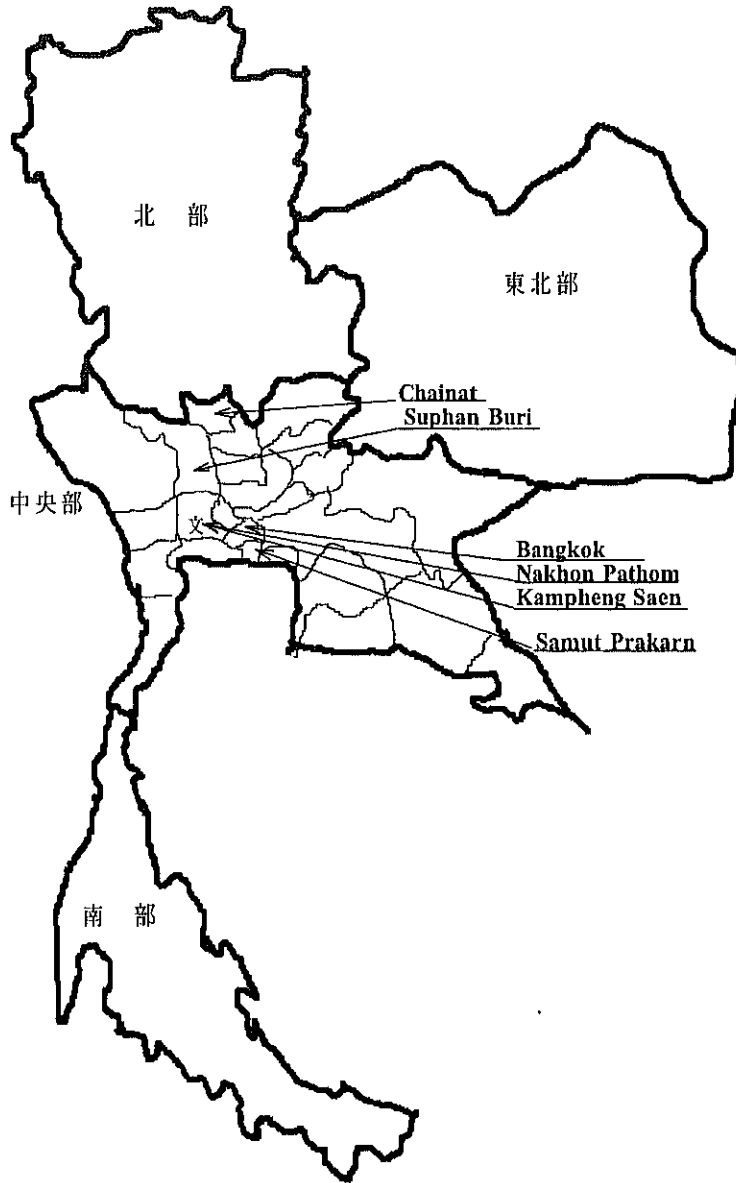 北 部
東北部
Chainat
Suphan Buri
中央部
文
Bangkok
Nakhon Pathom
Kampheng Saen
Samut Prakarn
南 部